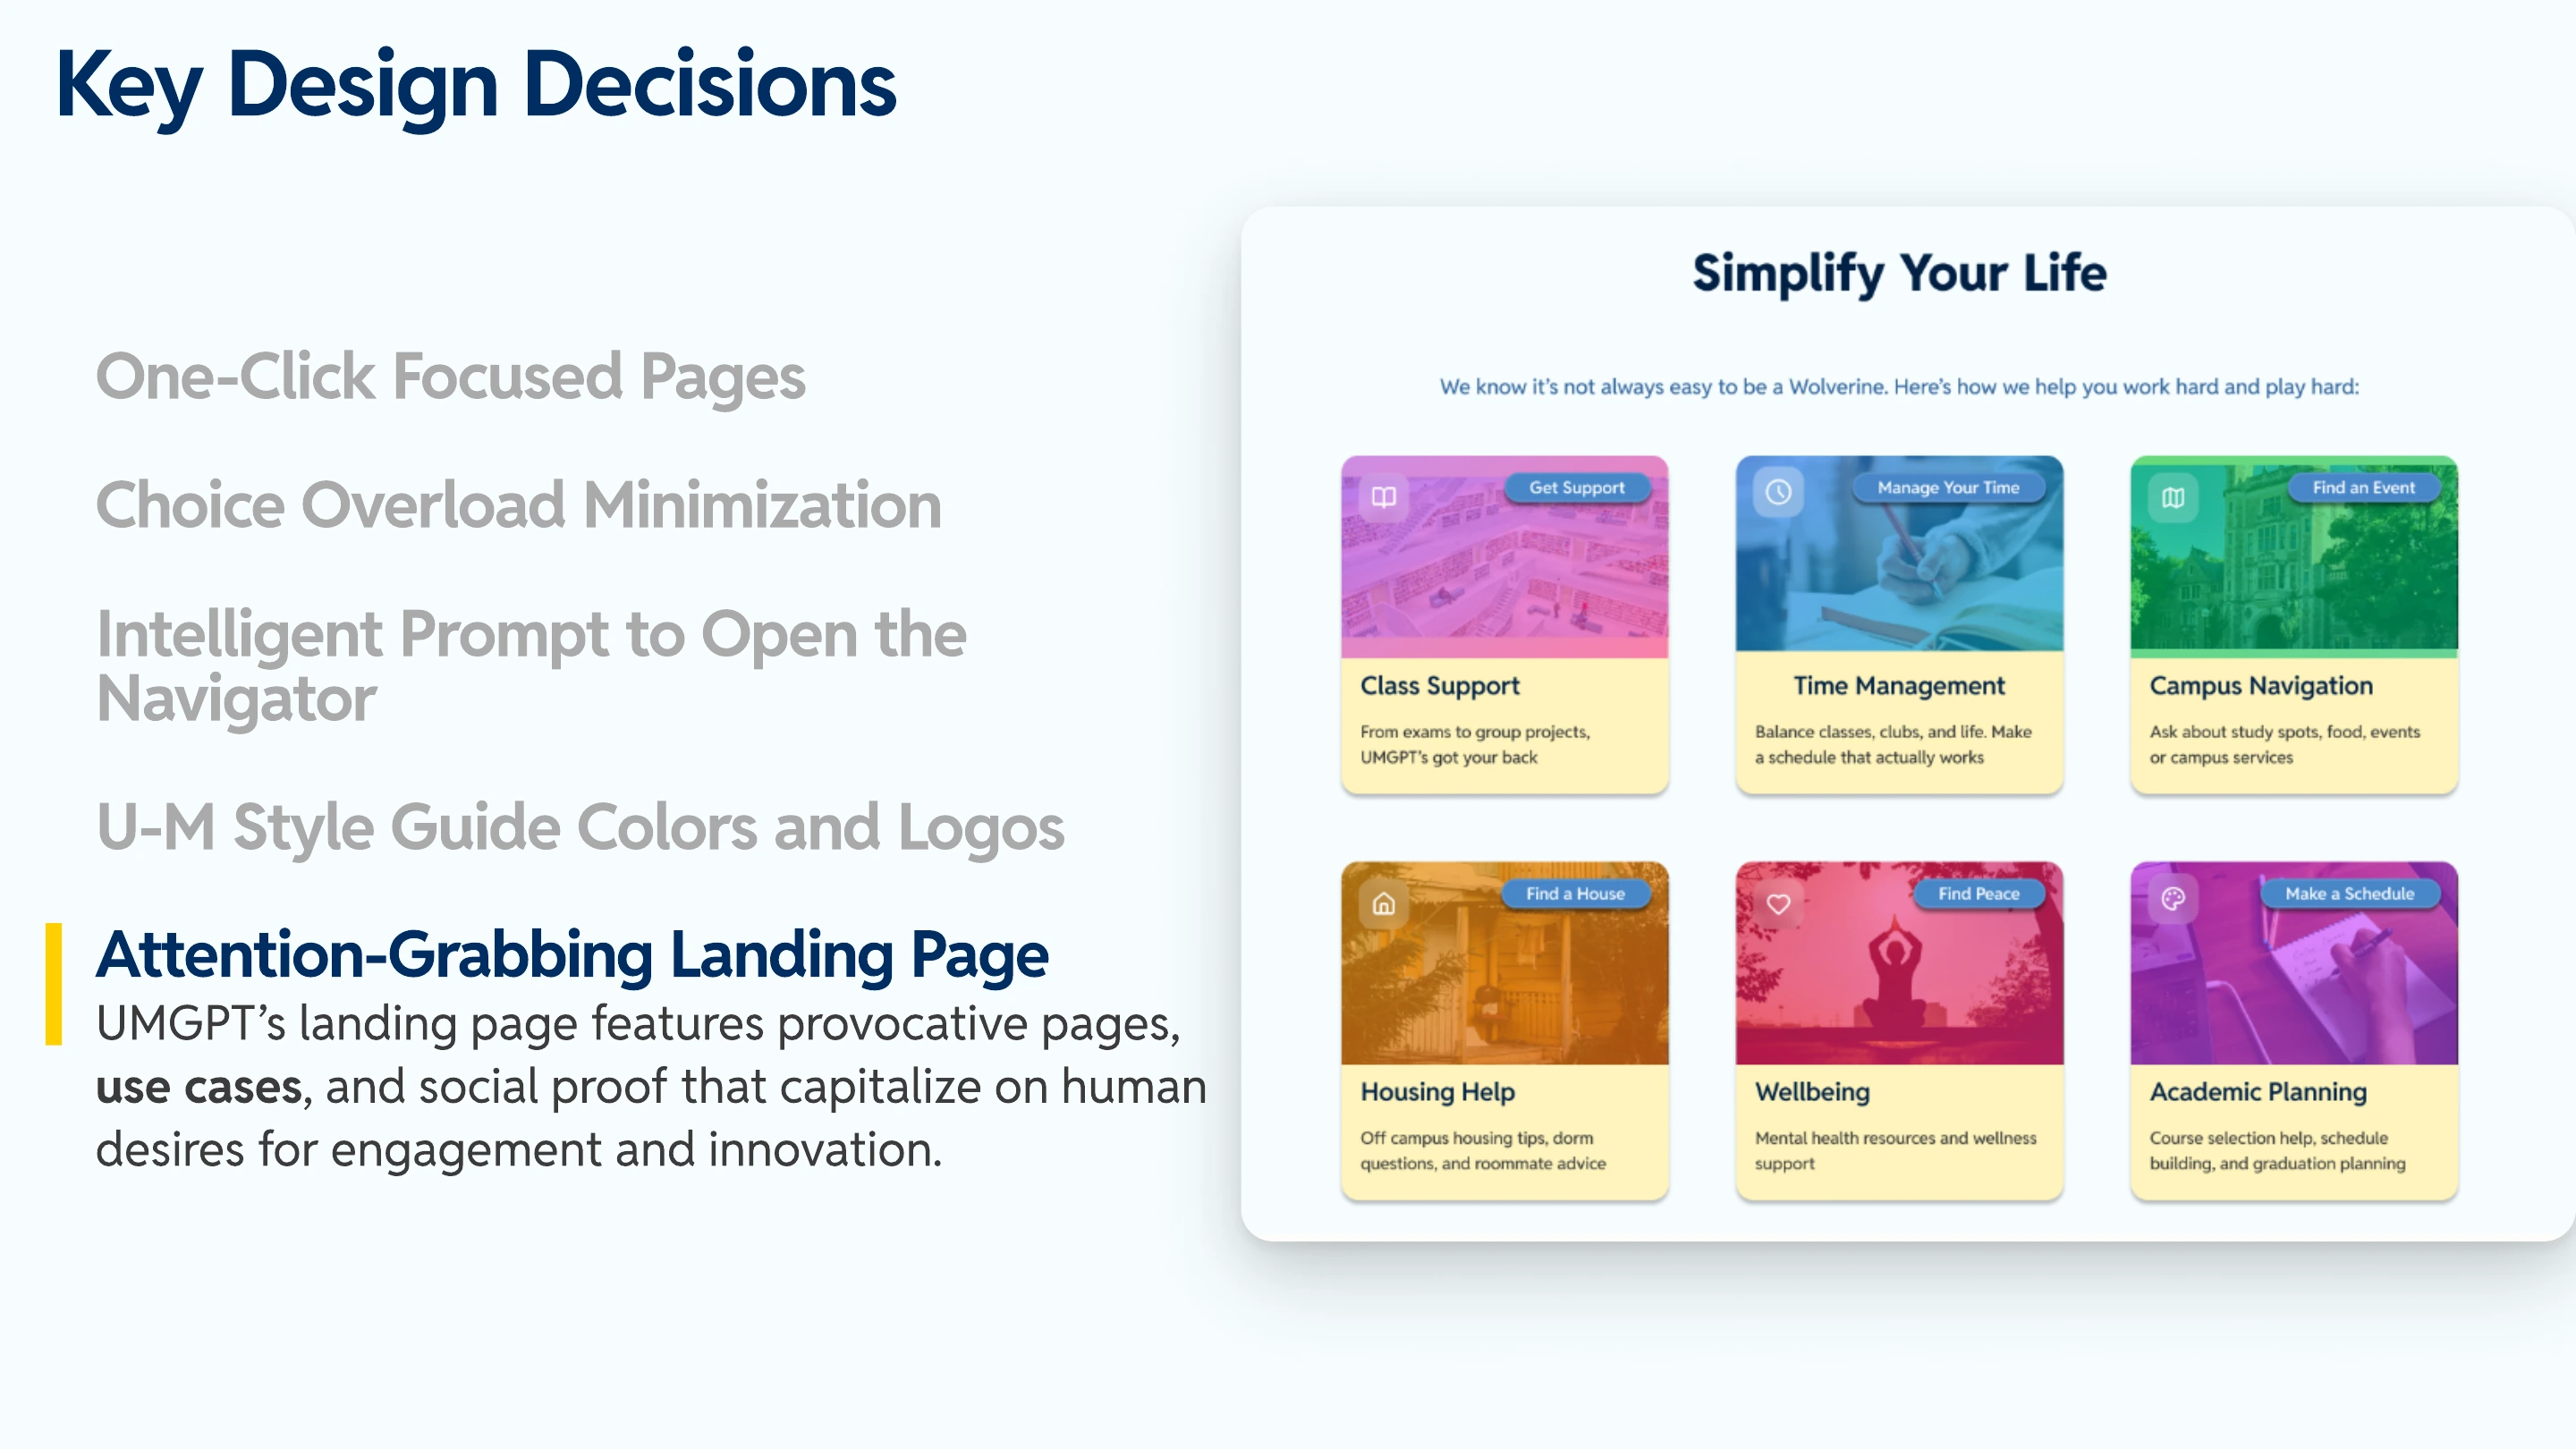 Key Design Decisions
One-Click Focused Pages
Choice Overload Minimization
Intelligent Prompt to Open the
Navigator
U-M Style Guide Colors and Logos
Attention-Grabbing Landing Page
UMGPT’s landing page features provocative pages,
use cases, and social proof that capitalize on human
desires for engagement and innovation.
Simplify Your Life
We know it’s not always easy to be a Wolverine. Here’s how we help you work hard and play hard:
Get Support
Class Support
From exams to group projects,
UMGPT’s got your back
Manage Your Time
Time Management
Balance classes, clubs, and life. Make
a schedule that actually works
Find an Event
Campus Navigation
Ask about study spots, food, events
or campus services
Find a House
Housing Help
Off campus housing tips, dorm
questions, and roommate advice
Find Peace
Wellbeing
Mental health resources and wellness
support
Make a Schedule
Academic Planning
Course selection help, schedule
building, and graduation planning